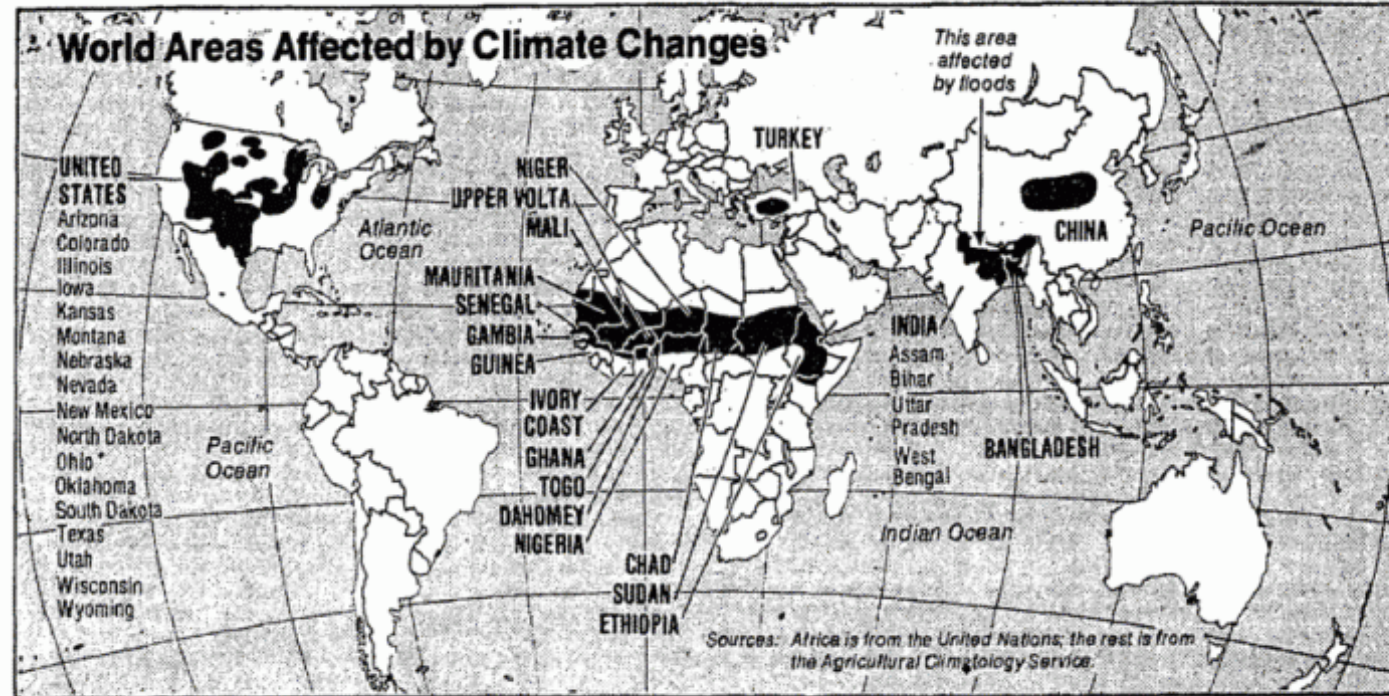 World Areas Affected by Climate Changes
This area
affected
by floods
UNITED
STATES
Arizona
Colorado
Illinois
Iowa
Kansas
Montana
Nebraska
Nevada
New Mexico
North Dakota
Ohio
Oklahoma
South Dakota
Texas
Utah
Wisconsin
Wyoming
Atlantic
Ocean
Pacific
Ocean
NIGER
UPPER VOLTA
MALI
MAURITANIA
SENEGAL
GAMBIA
GUINEA
IVORY
COAST
GHANA
TOGO
DAHOMEY
NIGERIA
CHAD
SUDAN
ETHIOPIA
TURKEY
CHINA
Pacific Ocean
INDIA
Assam
Bihar
Uttar
Pradesh
West
Bengal
BANGLADESH
Indian Ocean
Sources: Africa is from the United Nations; the rest is from
the Agricultural Climatology Service.